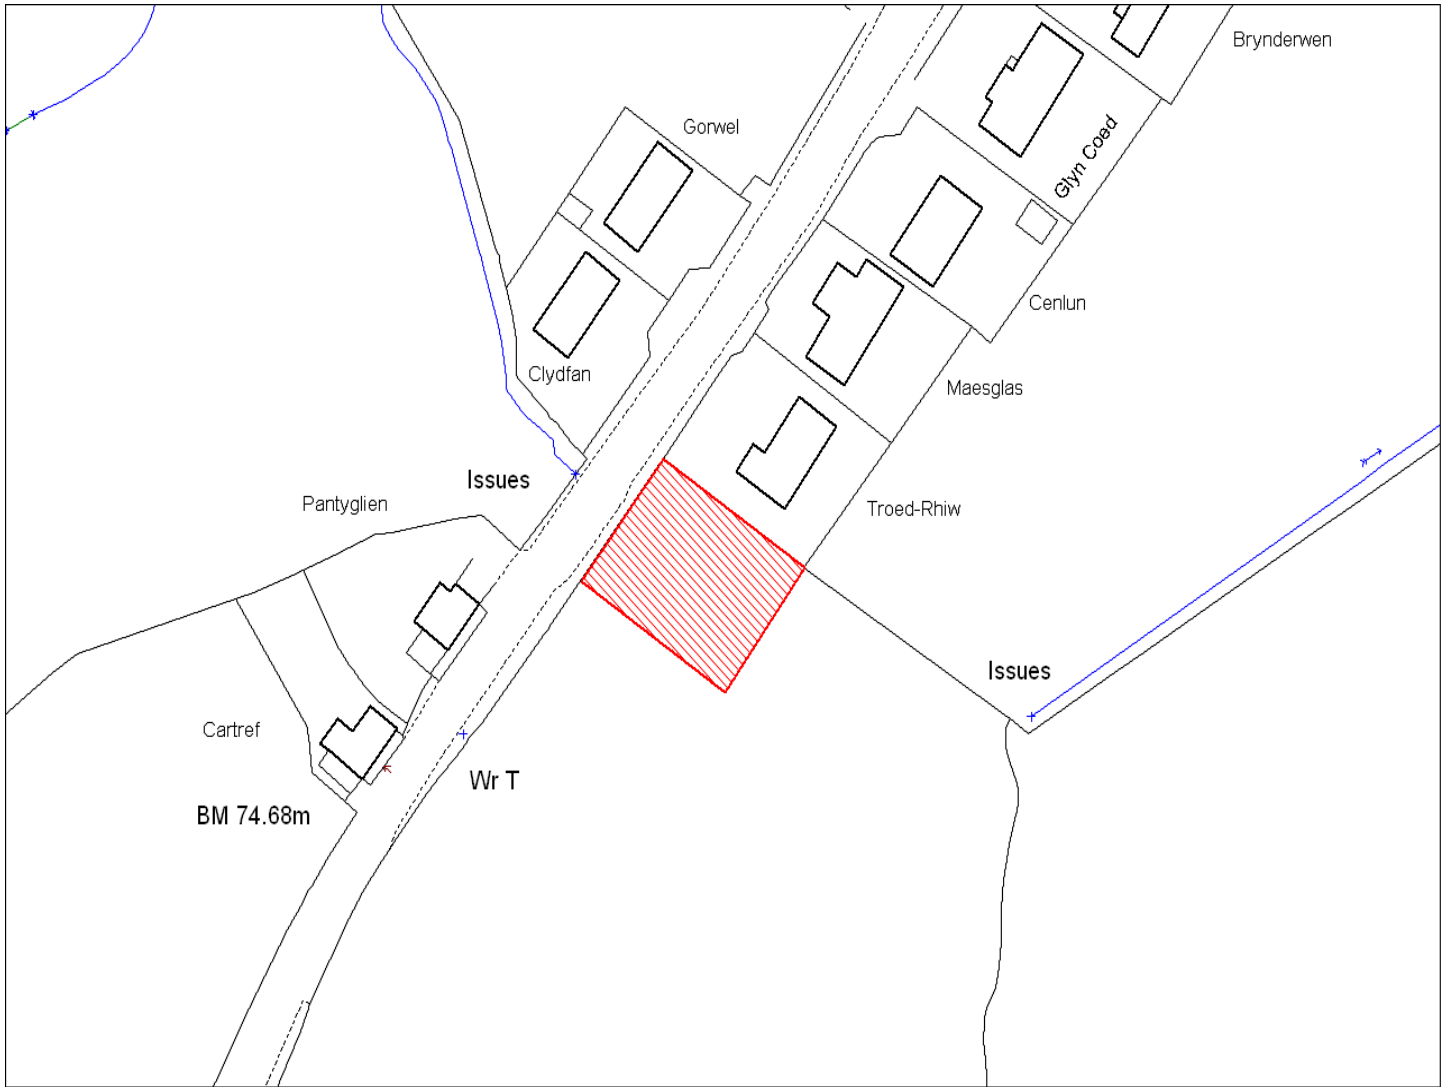 Brynderwen
Gorwel
Glyn Coed
Cenlun
Clydfan
Maesglas
Issues
Pantyglien
Troed-Rhiw
Issues
Cartref
Wr T
BM 74.68m